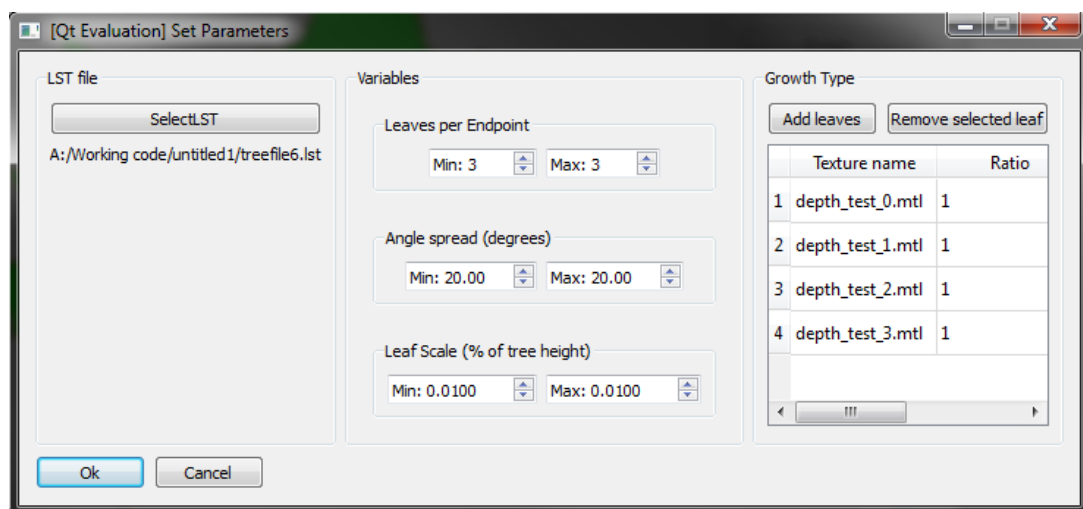 [Qt Evaluation] Set Parameters
LST file
SelectLST
A:/Working code/untitled1/treefile6.lst
Variables
Leaves per Endpoint
Min: 3 Max: 3
Angle spread (degrees)
Min: 20.00 Max: 20.00
Leaf Scale (% of tree height)
Min: 0.0100 Max: 0.0100
Growth Type
Add leaves Remove selected leaf
Texture name Ratio
1 depth_test_0.mtl 1
2 depth_test_1.mtl 1
3 depth_test_2.mtl 1
4 depth_test_3.mtl 1
Ok Cancel